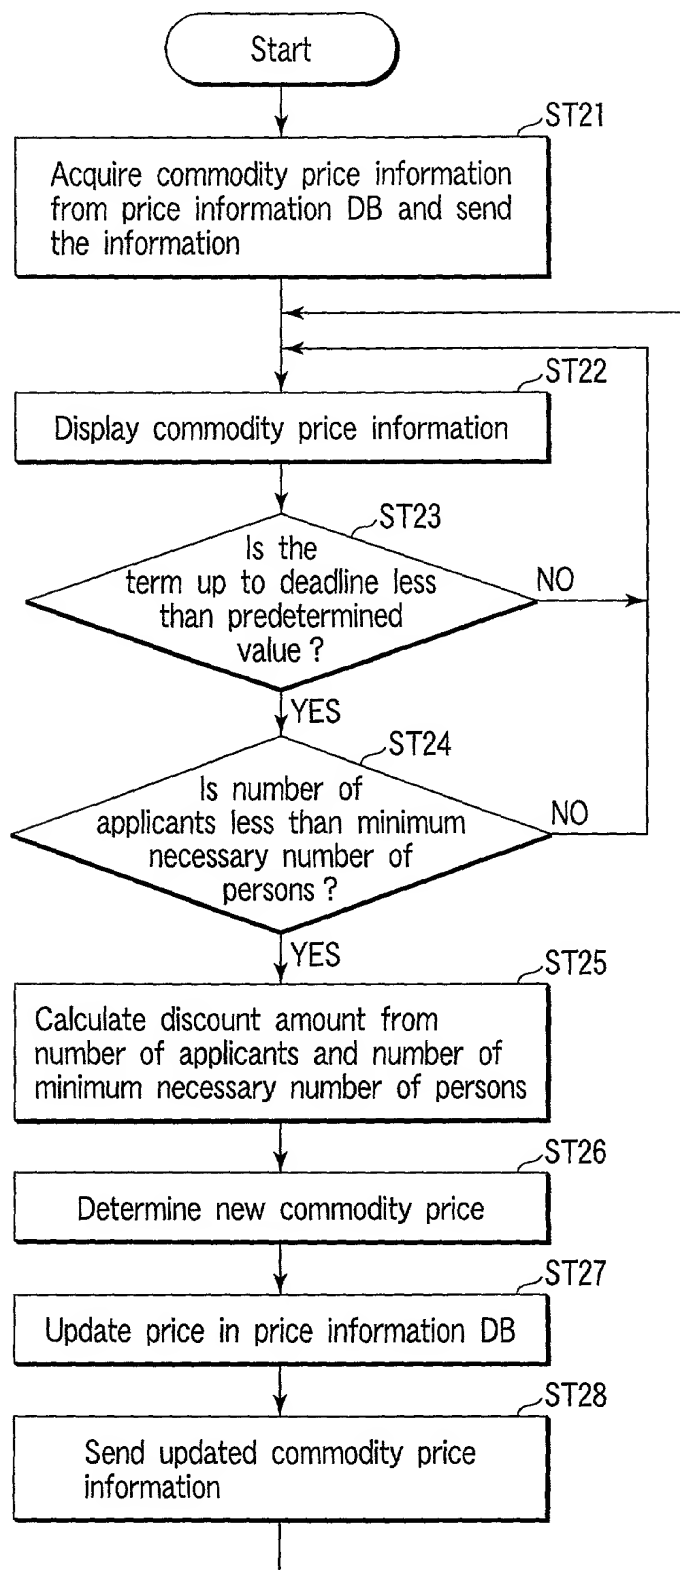 Start
ST21
Acquire commodity price information
from price information DB and send
the information
ST22
Display commodity price information
ST23
Is the
term up to deadline less
than predetermined
value ?
NO
YES
ST24
Is number of
applicants less than minimum
necessary number of
persons ?
NO
YES
ST25
Calculate discount amount from
number of applicants and number of
minimum necessary number of persons
ST26
Determine new commodity price
ST27
Update price in price information DB
ST28
Send updated commodity price
information